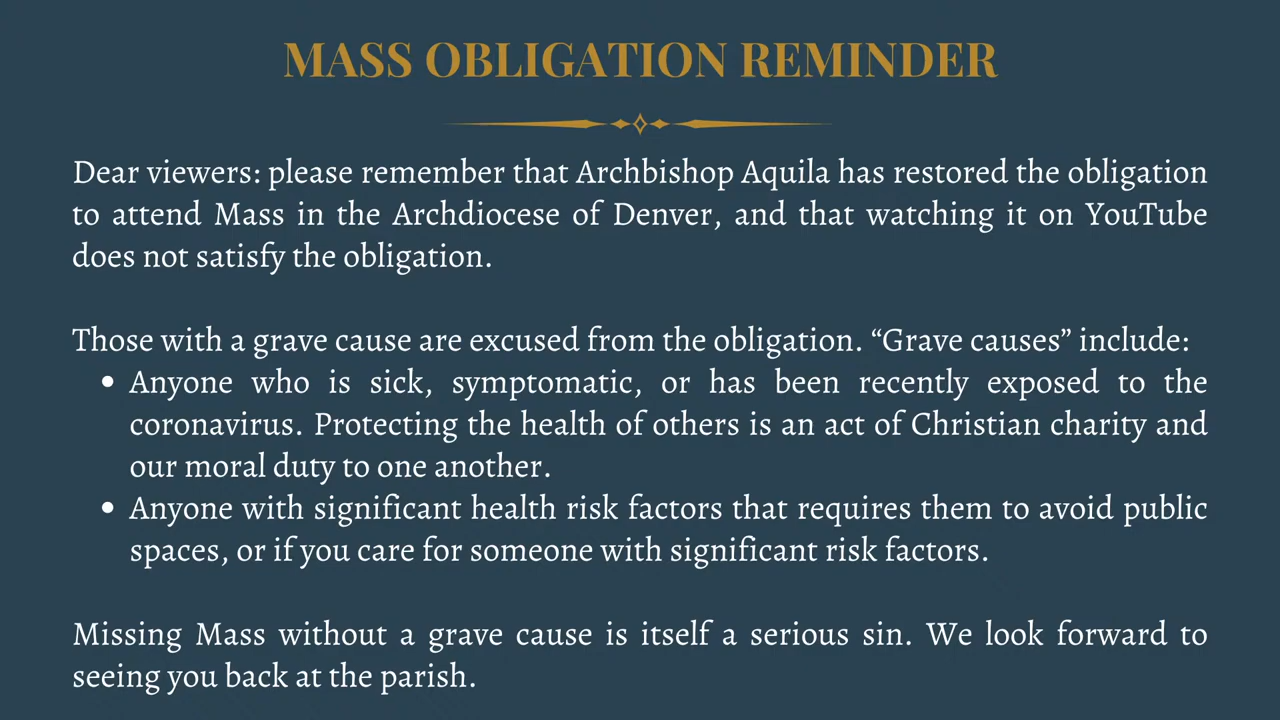 MASS OBLIGATION REMINDER
Dear viewers: please remember that Archbishop Aquila has restored the obligation
to attend Mass in the Archdiocese of Denver, and that watching it on YouTube
does not satisfy the obligation.
Those with a grave cause are excused from the obligation. “Grave causes” include:
• Anyone who is sick, symptomatic, or has been recently exposed to the
coronavirus. Protecting the health of others is an act of Christian charity and
our moral duty to one another.
• Anyone with significant health risk factors that requires them to avoid public
spaces, or if you care for someone with significant risk factors.
Missing Mass without a grave cause is itself a serious sin. We look forward to
seeing you back at the parish.